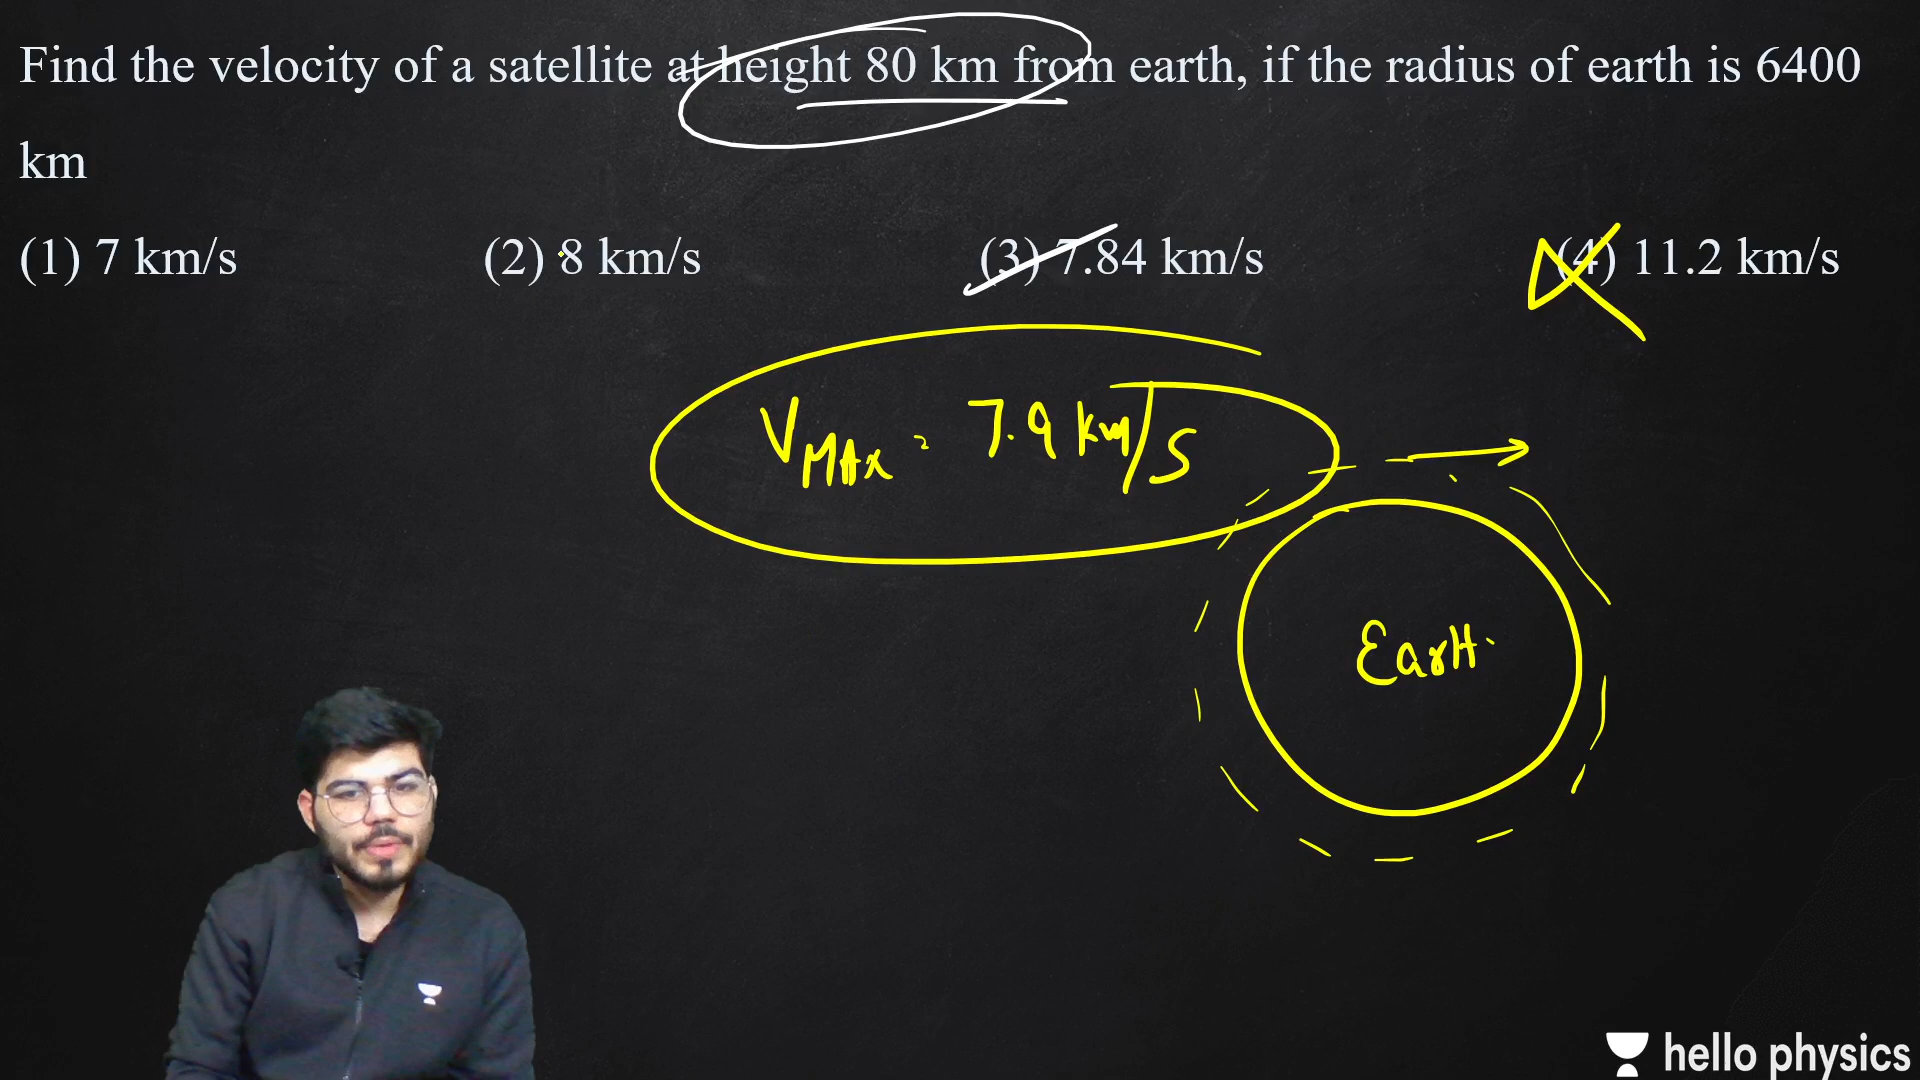 Find the velocity of a satellite at height 80 km from earth, if the radius of earth is 6400
km
(1) 7 km/s (2) 8 km/s (3) 7.84 km/s (4) 11.2 km/s
VMAX = 7.9 km/s
Earth
hello physics